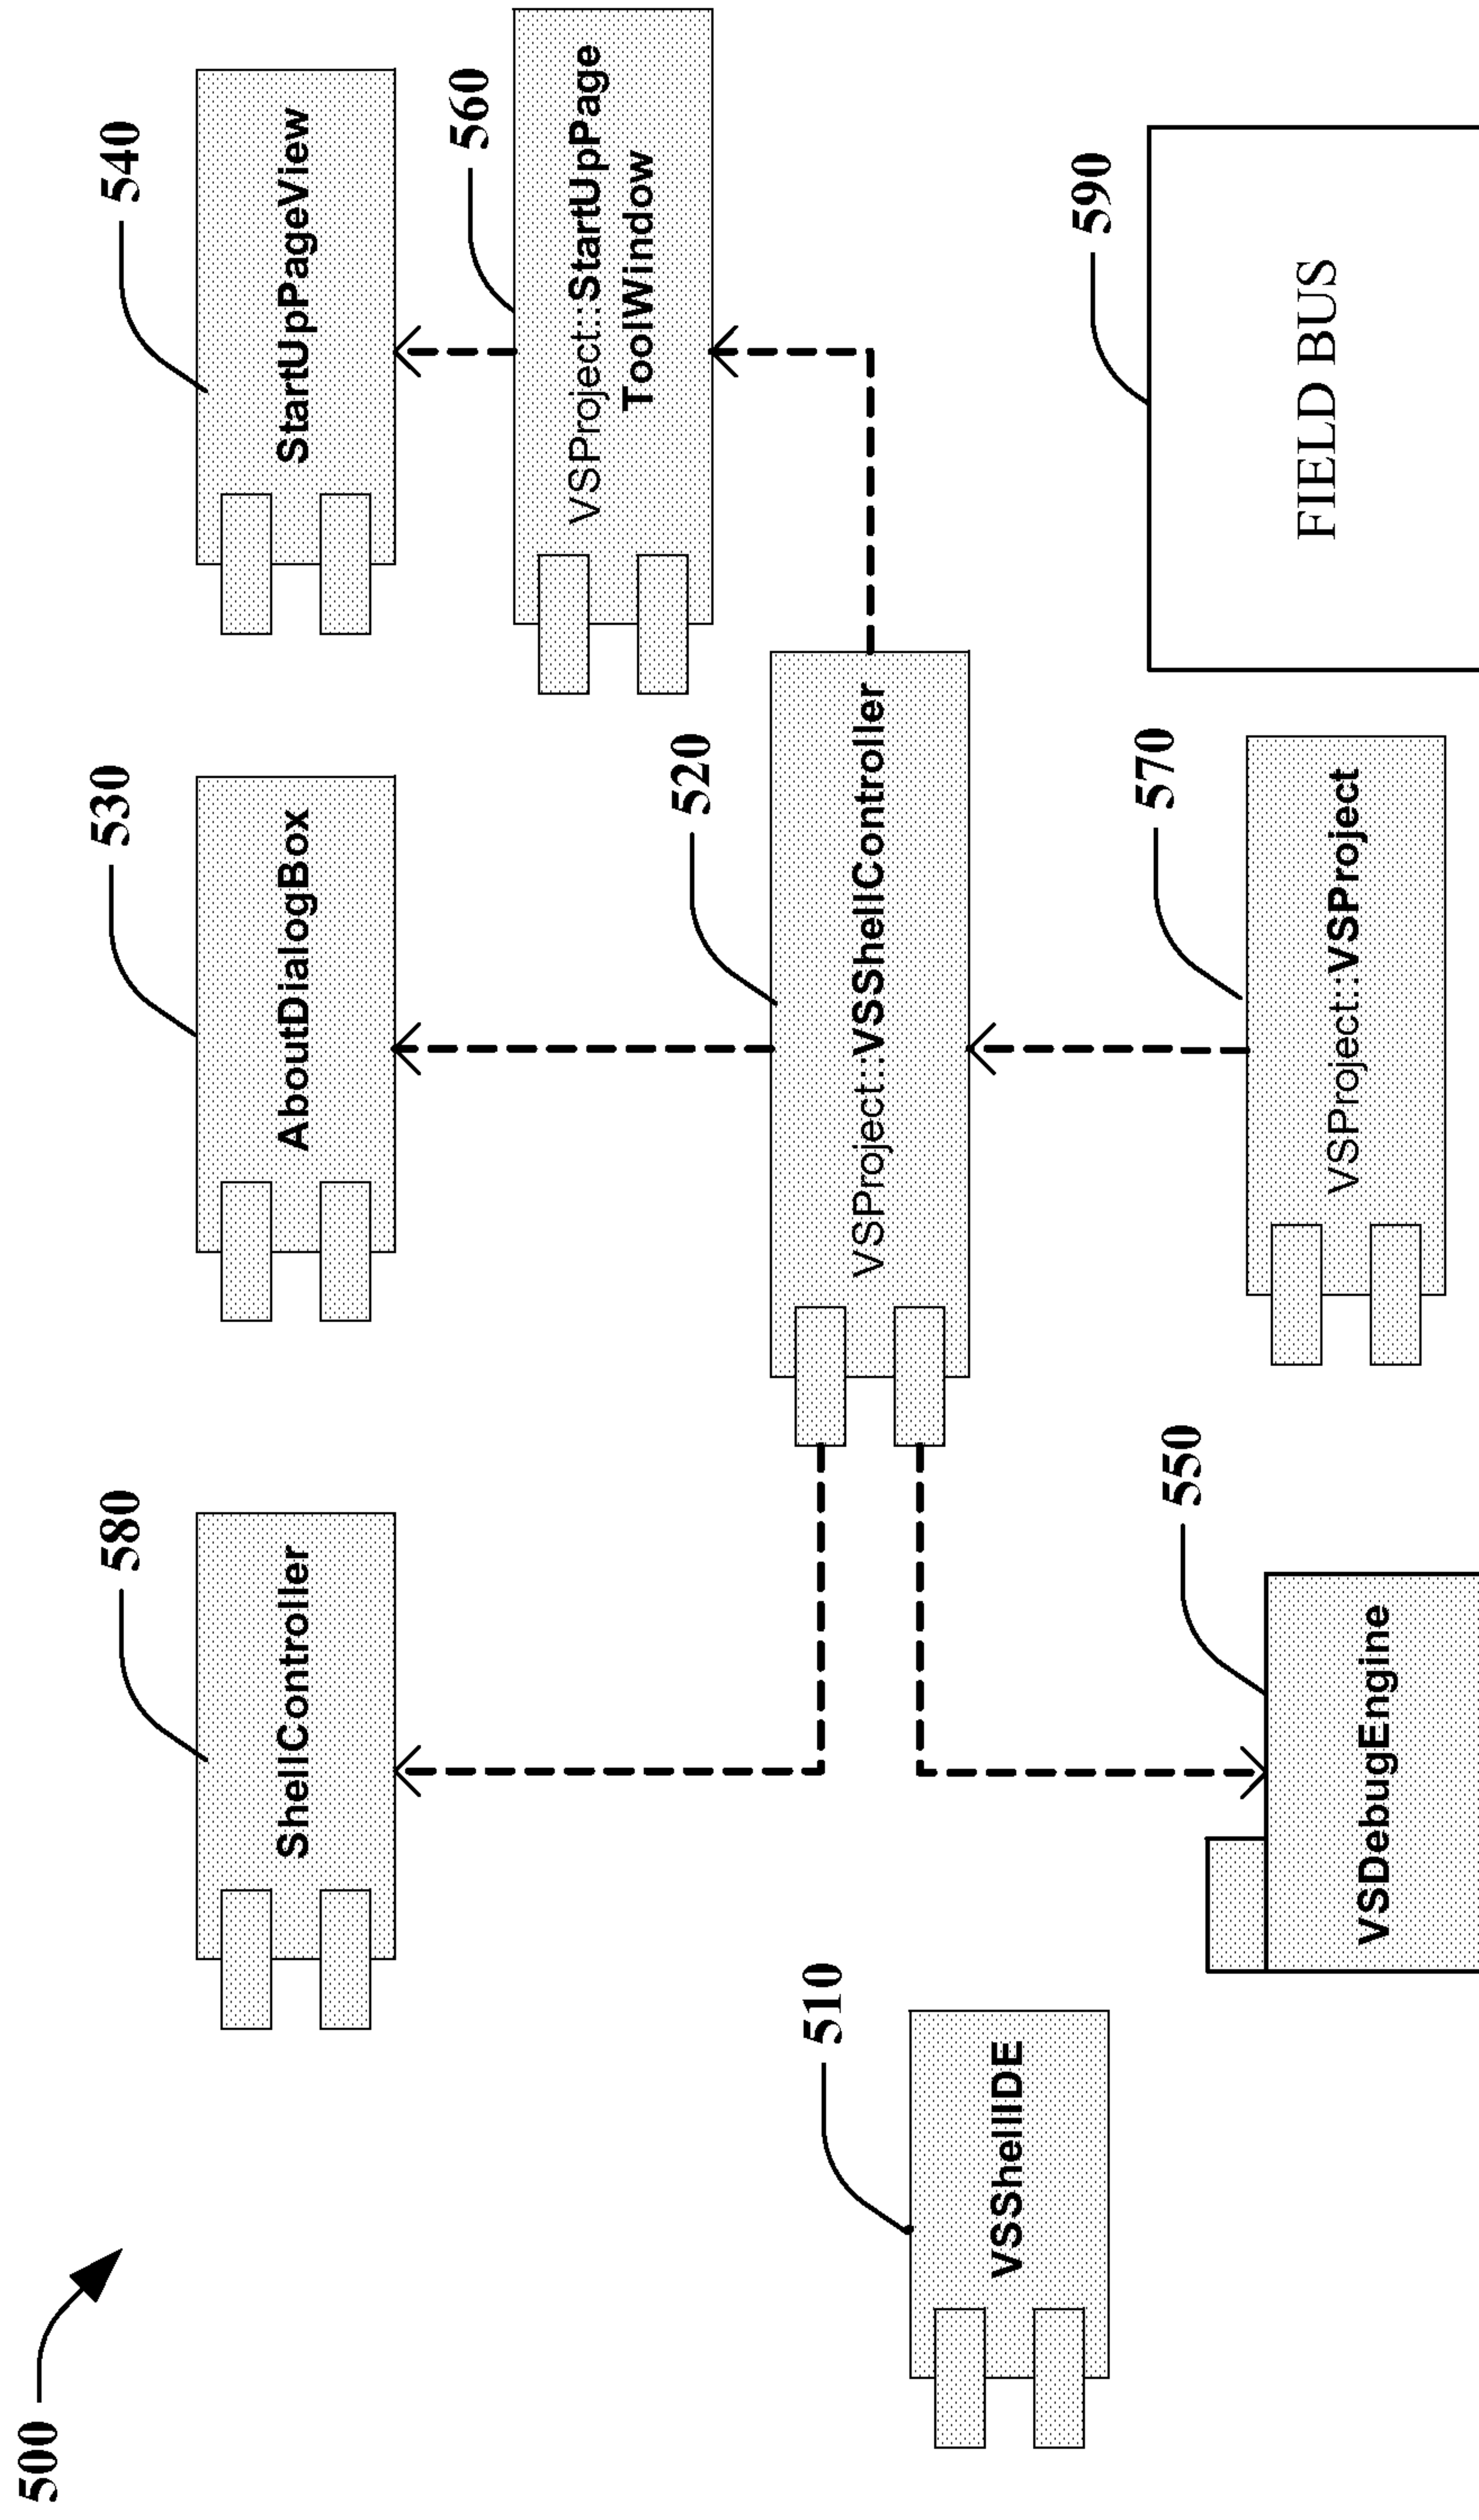 500
580
ShellController
530
AboutDialogBox
540
StartUpPageView
560
VSProject::StartUpPage
ToolWindow
520
VSProject::VSShellController
510
VSShellIDE
550
VSDebugEngine
570
VSProject::VSProject
590
FIELD BUS